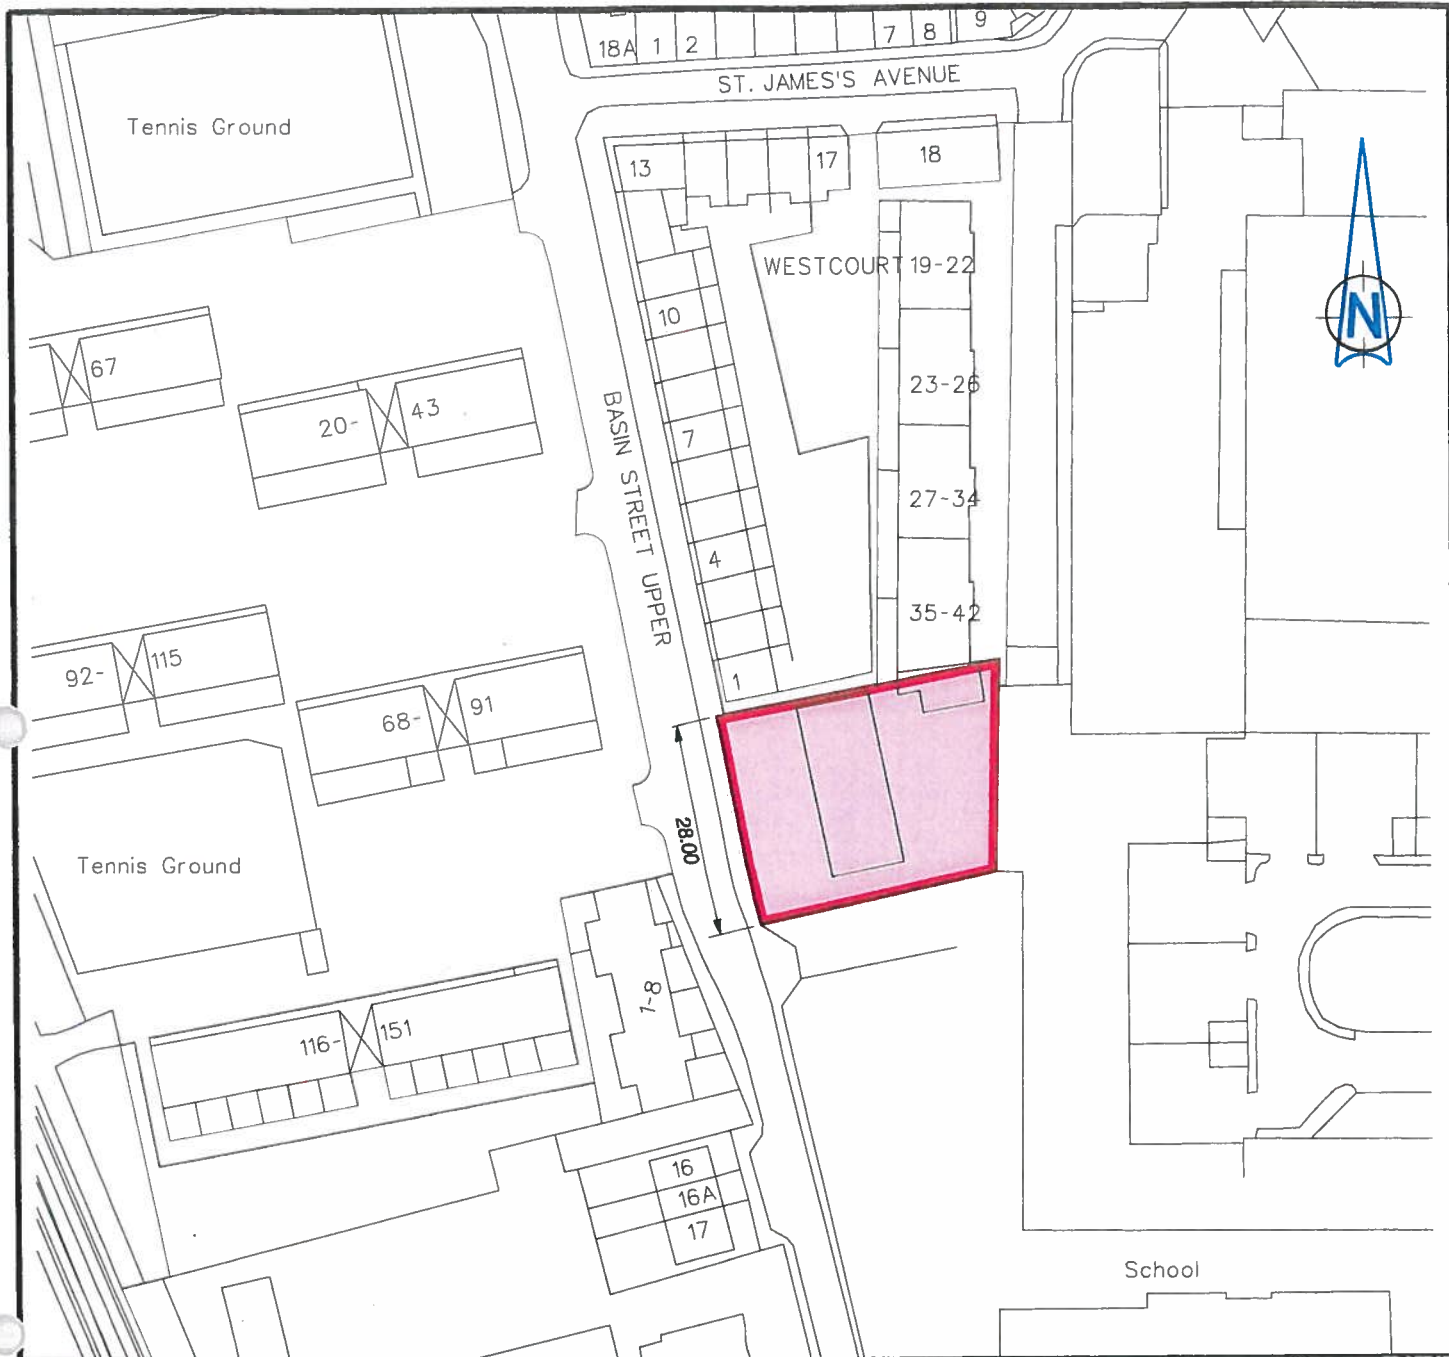 18A 1 2 7 8 9
ST. JAMES'S AVENUE
Tennis Ground
13 17 18
WESTCOURT 19-22
10
N
67
20- 43
23-26
7
BASIN STREET UPPER
27-34
4
35-42
92- 115
1
68- 91
28.00
Tennis Ground
1-8
116- 151
16
16A
17
School